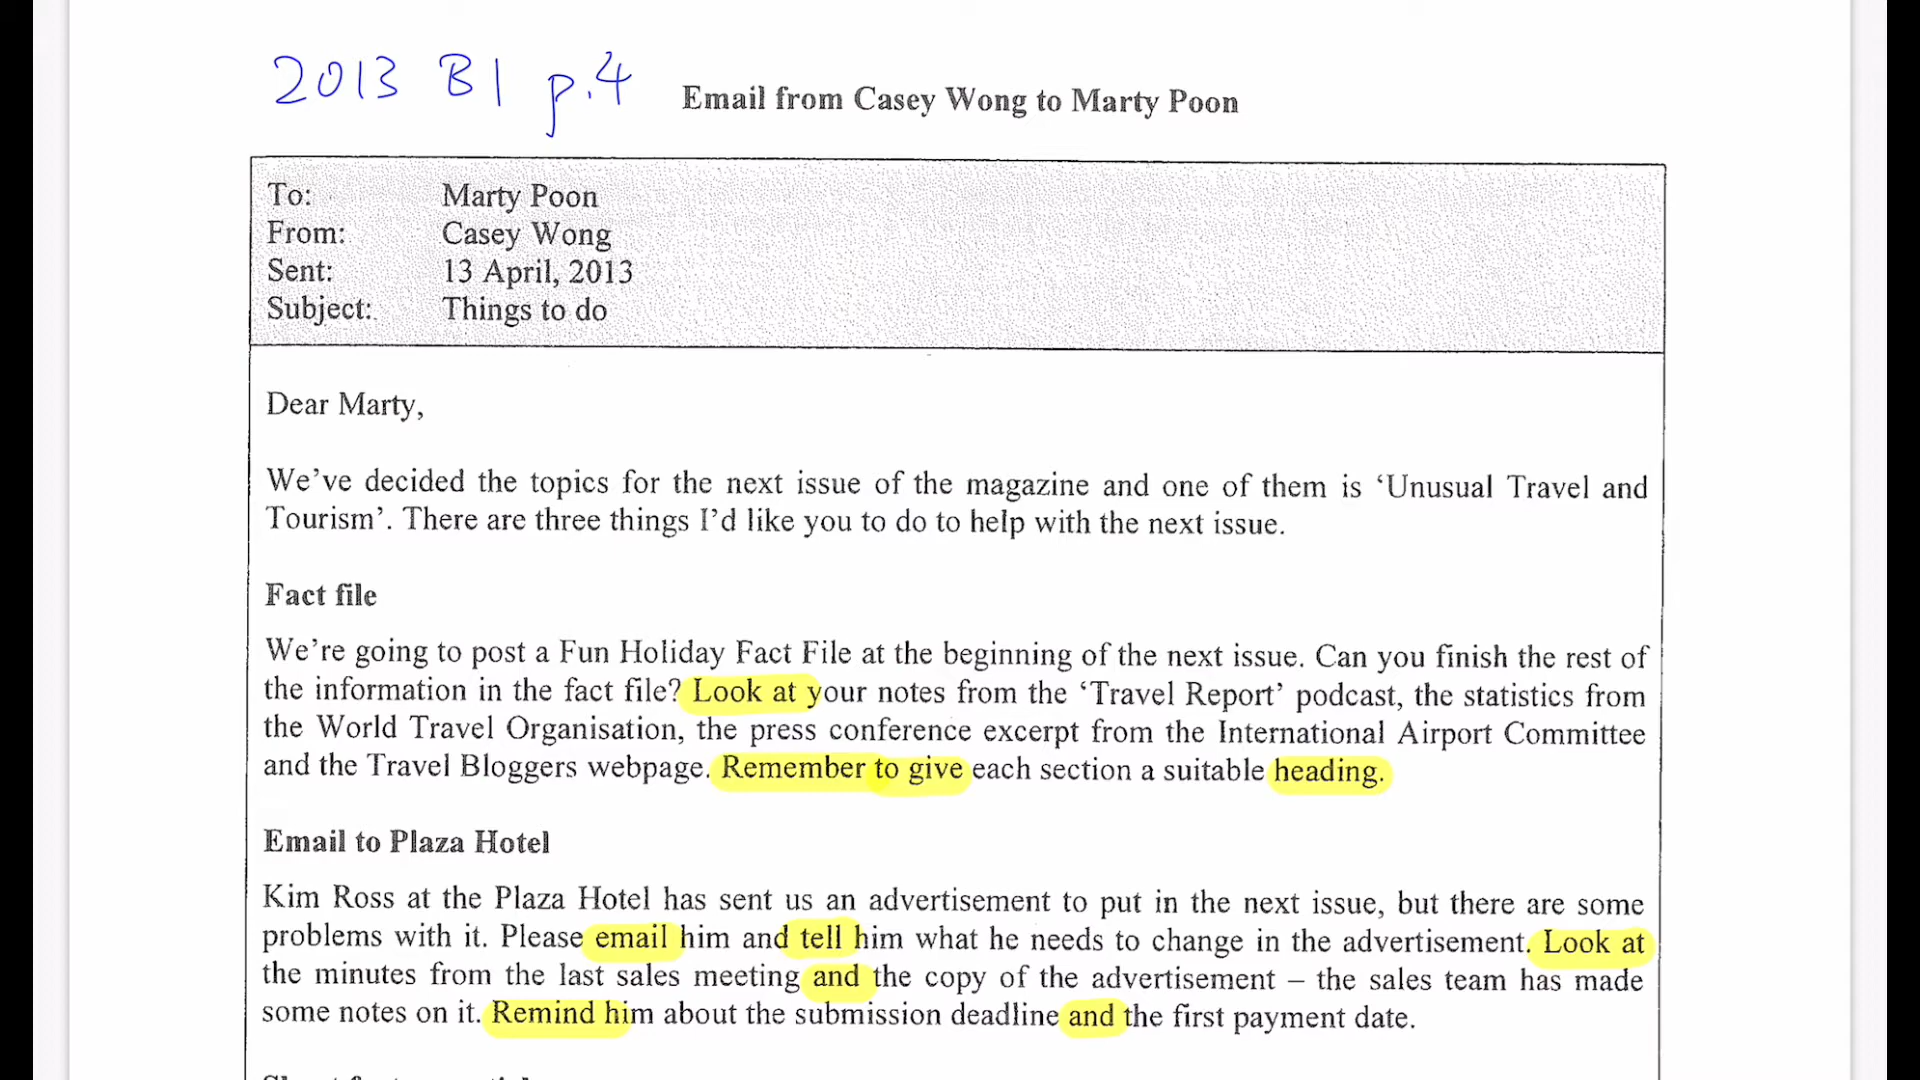 2013 B1 p.4
Email from Casey Wong to Marty Poon
To: Marty Poon
From: Casey Wong
Sent: 13 April, 2013
Subject: Things to do
Dear Marty,
We've decided the topics for the next issue of the magazine and one of them is 'Unusual Travel and
Tourism'. There are three things I'd like you to do to help with the next issue.
Fact file
We're going to post a Fun Holiday Fact File at the beginning of the next issue. Can you finish the rest of
the information in the fact file? Look at your notes from the 'Travel Report' podcast, the statistics from
the World Travel Organisation, the press conference excerpt from the International Airport Committee
and the Travel Bloggers webpage. Remember to give each section a suitable heading.
Email to Plaza Hotel
Kim Ross at the Plaza Hotel has sent us an advertisement to put in the next issue, but there are some
problems with it. Please email him and tell him what he needs to change in the advertisement. Look at
the minutes from the last sales meeting and the copy of the advertisement – the sales team has made
some notes on it. Remind him about the submission deadline and the first payment date.